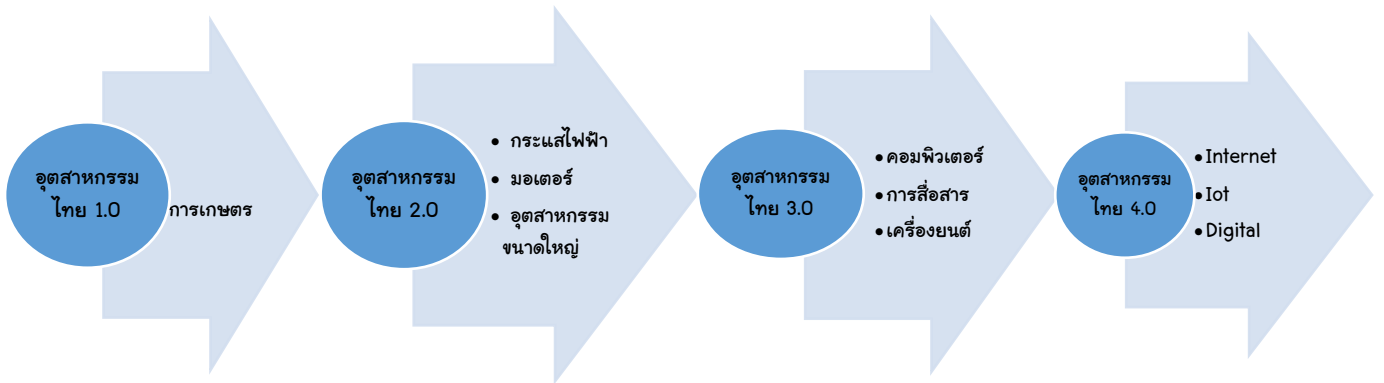 อุตสาหกรรม
ไทย 1.0
การเกษตร
อุตสาหกรรม
ไทย 2.0
• กระแสไฟฟ้า
• มอเตอร์
• อุตสาหกรรม
ขนาดใหญ่
อุตสาหกรรม
ไทย 3.0
• คอมพิวเตอร์
• การสื่อสาร
• เครื่องยนต์
อุตสาหกรรม
ไทย 4.0
• Internet
• Iot
• Digital